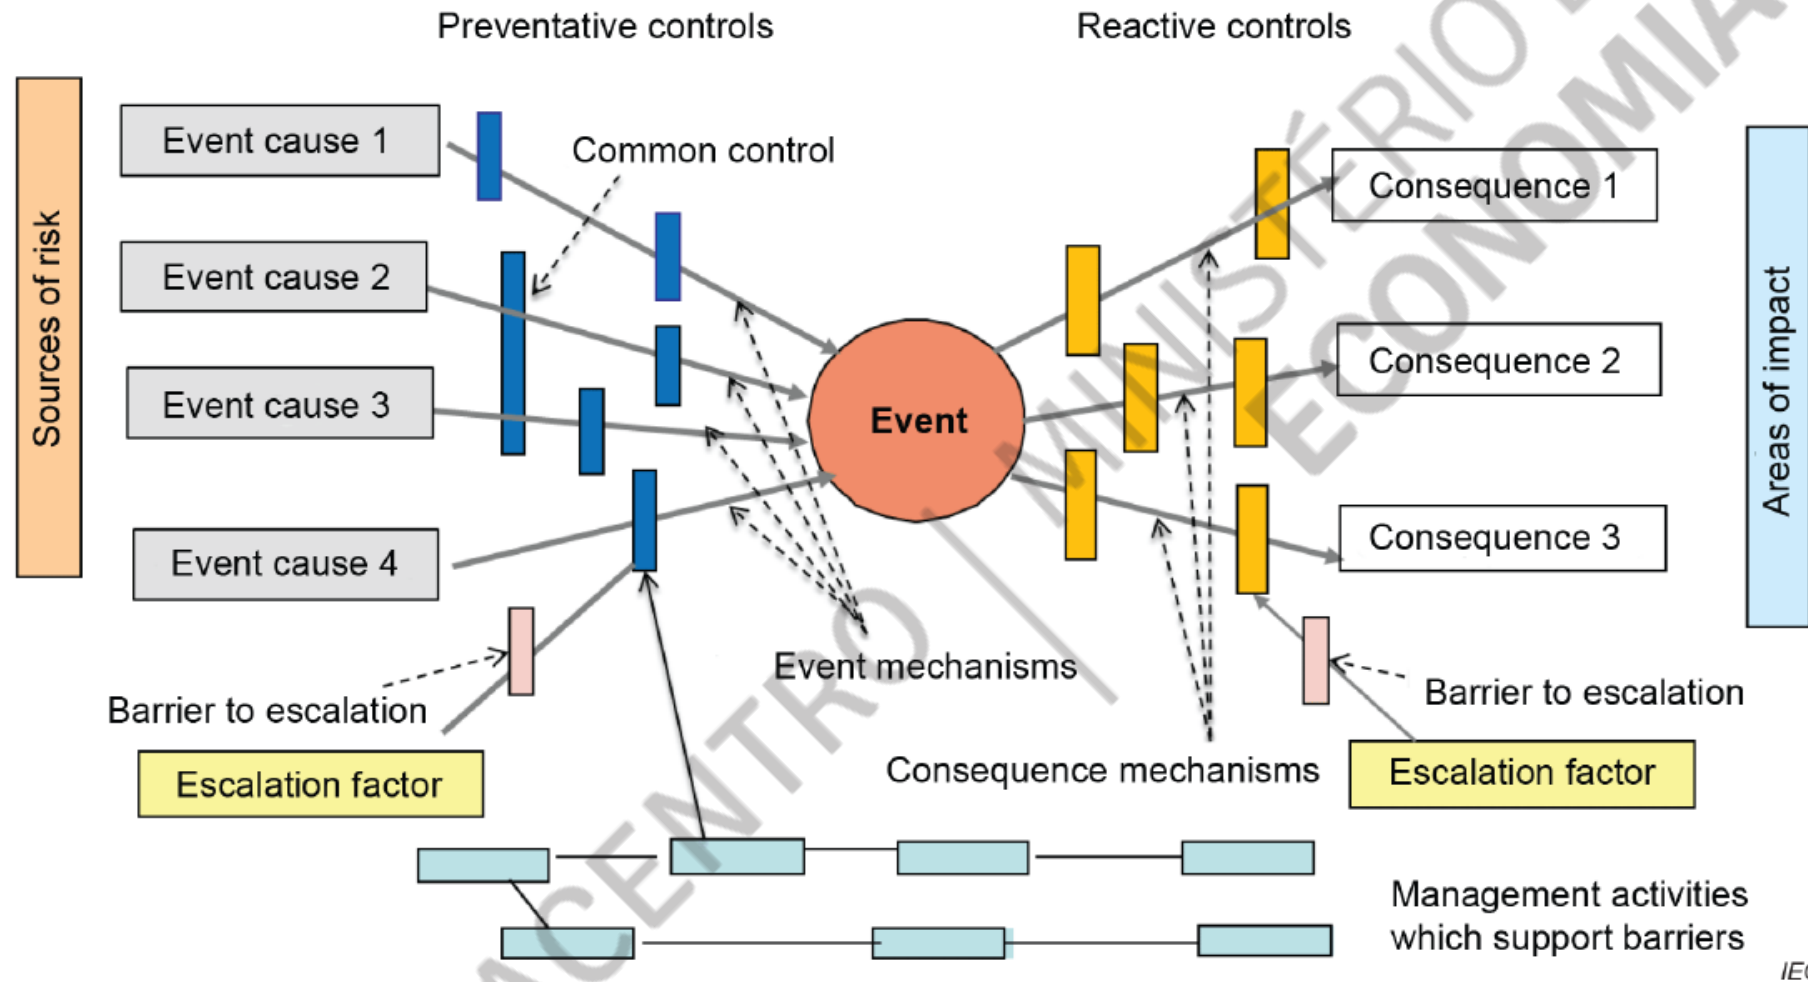 Preventative controls
Reactive controls
Sources of risk
Event cause 1
Common control
Event cause 2
Event cause 3
Event cause 4
Event
Consequence 1
Consequence 2
Consequence 3
Areas of impact
Event mechanisms
Barrier to escalation
Escalation factor
Consequence mechanisms
Barrier to escalation
Escalation factor
Management activities
which support barriers
MINISTÉRIO
ECONOMIA
ACENTRO